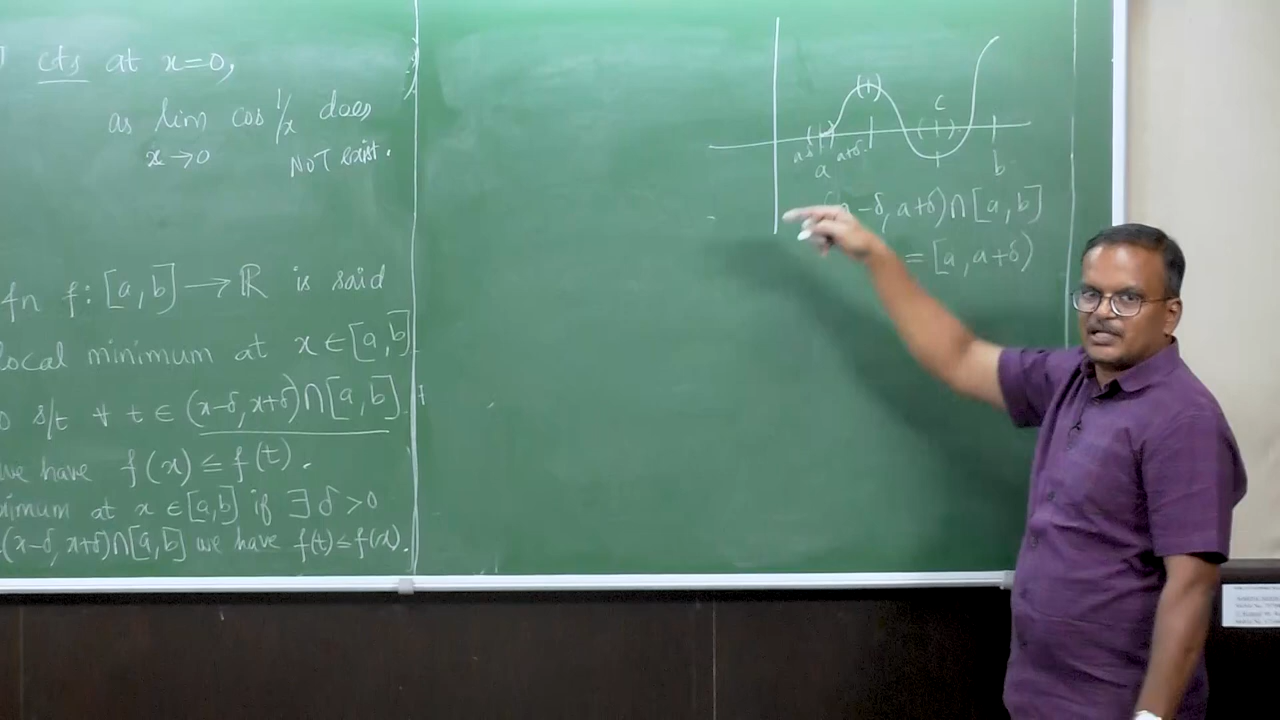 cts at x=0,
as lim cos 1/x does
x→0 NOT exist.
fn f: [a,b] → ℝ is said
local minimum at x ∈ [a,b]
s/t ∀ t ∈ (x-δ, x+δ) ∩ [a,b]
we have f(x) ≤ f(t).
at x ∈ [a,b] if ∃ δ > 0
(x-δ, x+δ) ∩ [a,b] we have f(t) ≤ f(x).
c
a-δ a+δ
a b
-δ, a+δ) ∩ [a,b]
= [a, a+δ)